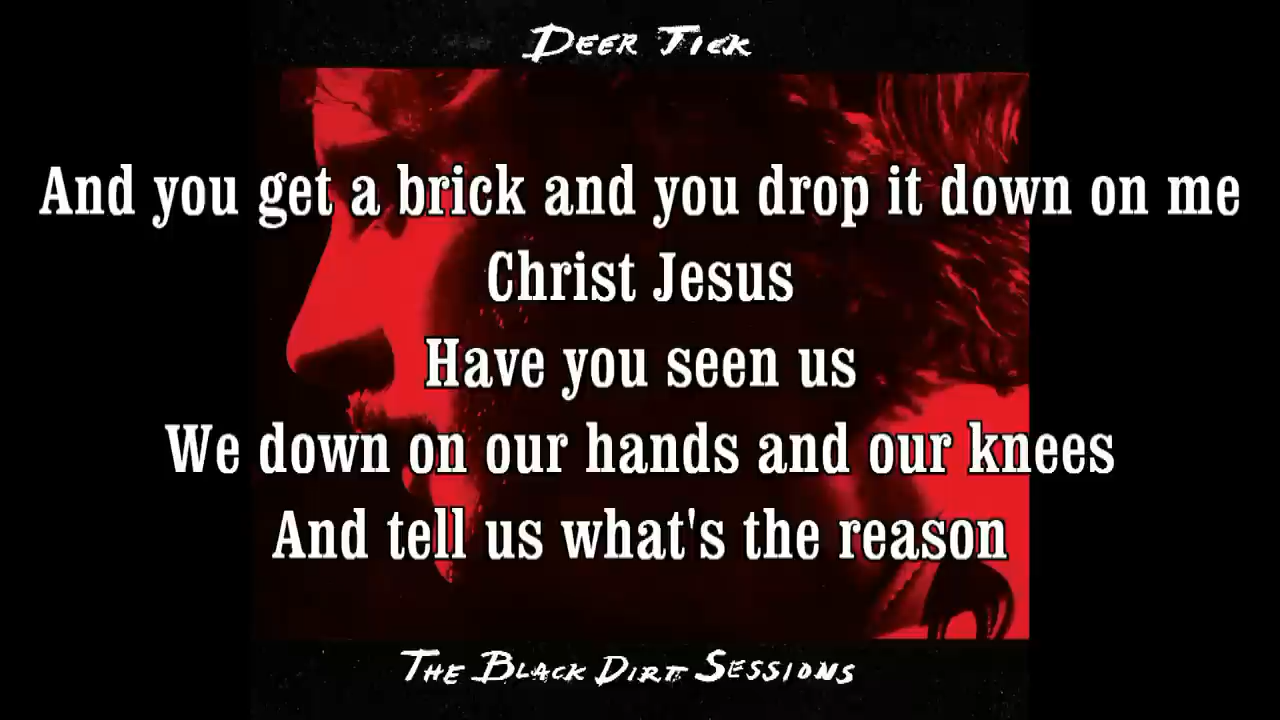 DEER TICK
And you get a brick and you drop it down on me
Christ Jesus
Have you seen us
We down on our hands and our knees
And tell us what's the reason
THE BLACK DIRT SESSIONS